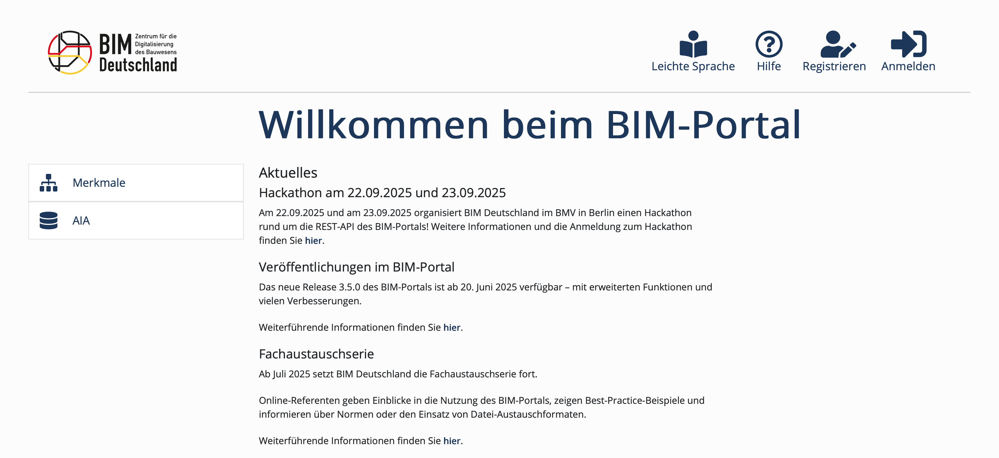 BIM
Zentrum für die
Digitalisierung
des Bauwesens
Deutschland
Leichte Sprache
Hilfe
Registrieren
Anmelden
Willkommen beim BIM-Portal
Merkmale
AIA
Aktuelles
Hackathon am 22.09.2025 und 23.09.2025
Am 22.09.2025 und am 23.09.2025 organisiert BIM Deutschland im BMV in Berlin einen Hackathon
rund um die REST-API des BIM-Portals! Weitere Informationen und die Anmeldung zum Hackathon
finden Sie hier.
Veröffentlichungen im BIM-Portal
Das neue Release 3.5.0 des BIM-Portals ist ab 20. Juni 2025 verfügbar – mit erweiterten Funktionen und
vielen Verbesserungen.
Weiterführende Informationen finden Sie hier.
Fachaustauschserie
Ab Juli 2025 setzt BIM Deutschland die Fachaustauschserie fort.
Online-Referenten geben Einblicke in die Nutzung des BIM-Portals, zeigen Best-Practice-Beispiele und
informieren über Normen oder den Einsatz von Datei-Austauschformaten.
Weiterführende Informationen finden Sie hier.